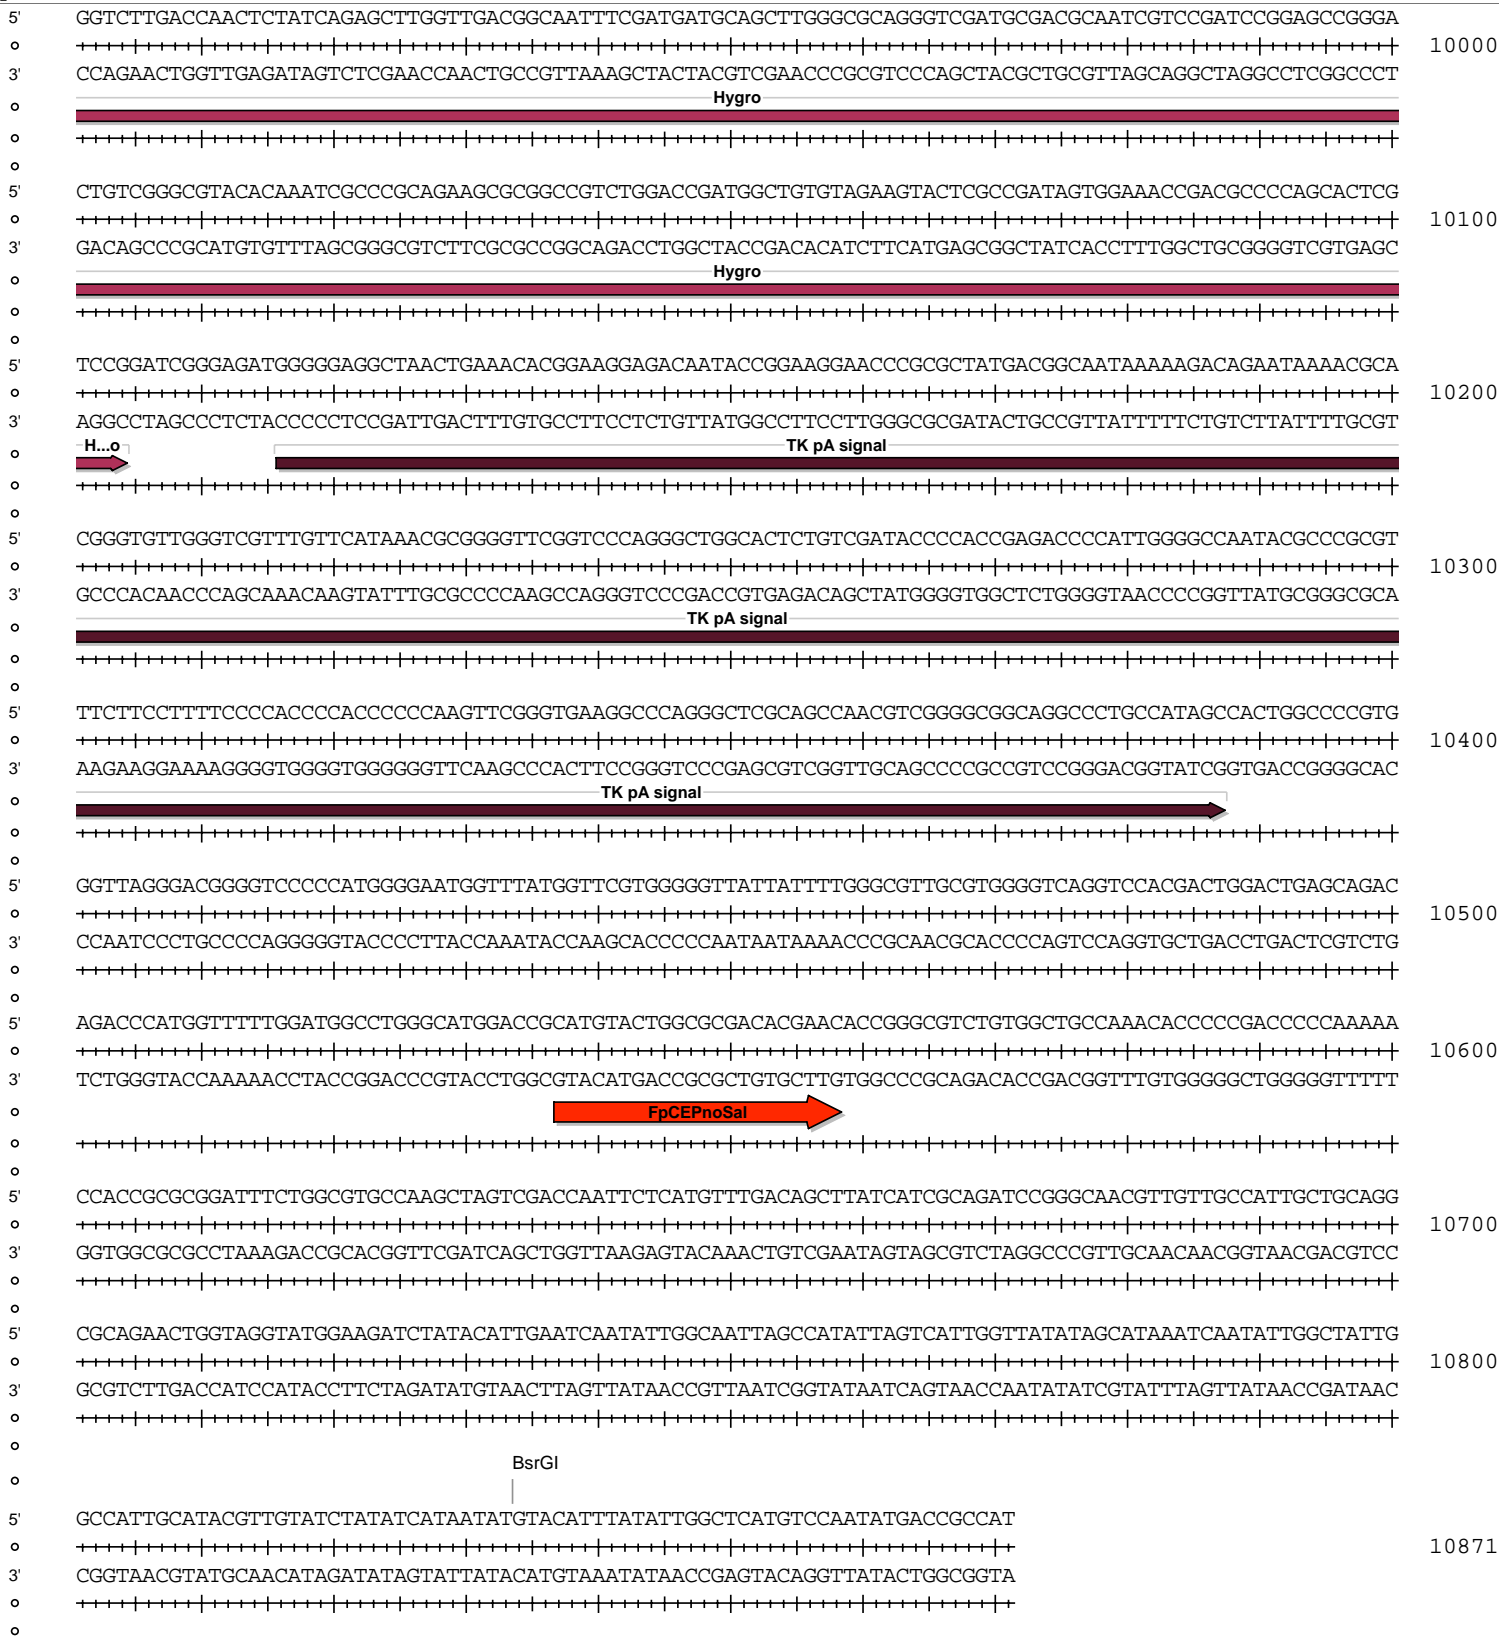 5' GGTCTTGACCAACTCTATCAGAGCTTGGTTGACGGCAATTTCGATGATGCAGCTTGGGCGCAGGGTCGATGCGACGCAATCGTCCGATCCGGAGCCGGGA
10000
3' CCAGAACTGGTTGAGATAGTCTCGAACCAACTGCCGTTAAAGCTACTACGTCGAACCCGCGTCCCAGCTACGCTGCGTTAGCAGGCTAGGCCTCGGCCCT
Hygro
5' CTGTCGGGCGTACACAAATCGCCCGCAGAAGCGCGGCCGTCTGGACCGATGGCTGTGTAGAAGTACTCGCCGATAGTGGAAACCGACGCCCCAGCACTCG
10100
3' GACAGCCCGCATGTGTTTAGCGGGCGTCTTCGCGCCGGCAGACCTGGCTACCGACACATCTTCATGAGCGGCTATCACCTTTGGCTGCGGGGTCGTGAGC
Hygro
5' TCCGGATCGGGAGATGGGGGAGGCTAACTGAAACACGGAAGGAGACAATACCGGAAGGAACCCGCGCTATGACGGCAATAAAAAGACAGAATAAAACGCA
10200
3' AGGCCTAGCCCTCTACCCCCTCCGATTGACTTTGTGCCTTCCTCTGTTATGGCCTTCCTTGGGCGCGATACTGCCGTTATTTTTCTGTCTTATTTTGCGT
H...o TK pA signal
5' CGGGTGTTGGGTCGTTTGTTCATAAACGCGGGGTTCGGTCCCAGGGCTGGCACTCTGTCGATACCCCACCGAGACCCCATTGGGGCCAATACGCCCGCGT
10300
3' GCCCACAACCCAGCAAACAAGTATTTGCGCCCCAAGCCAGGGTCCCGACCGTGAGACAGCTATGGGGTGGCTCTGGGGTAACCCCGGTTATGCGGGCGCA
TK pA signal
5' TTCTTCCTTTTCCCCACCCCACCCCCCAAGTTCGGGTGAAGGCCCAGGGCTCGCAGCCAACGTCGGGGCGGCAGGCCCTGCCATAGCCACTGGCCCCGTG
10400
3' AAGAAGGAAAAGGGGTGGGGTGGGGGGTTCAAGCCCACTTCCGGGTCCCGAGCGTCGGTTGCAGCCCCGCCGTCCGGGACGGTATCGGTGACCGGGGCAC
TK pA signal
5' GGTTAGGGACGGGGTCCCCCATGGGGAATGGTTTATGGTTCGTGGGGGTTATTATTTTGGGCGTTGCGTGGGGTCAGGTCCACGACTGGACTGAGCAGAC
10500
3' CCAATCCCTGCCCCAGGGGGTACCCCTTACCAAATACCAAGCACCCCCAATAATAAAACCCGCAACGCACCCCAGTCCAGGTGCTGACCTGACTCGTCTG
5' AGACCCATGGTTTTTGGATGGCCTGGGCATGGACCGCATGTACTGGCGCGACACGAACACCGGGCGTCTGTGGCTGCCAAACACCCCCGACCCCCAAAAA
10600
3' TCTGGGTACCAAAAACCTACCGGACCCGTACCTGGCGTACATGACCGCGCTGTGCTTGTGGCCCGCAGACACCGACGGTTTGTGGGGGCTGGGGGTTTTT
FpCEPnoSal
5' CCACCGCGCGGATTTCTGGCGTGCCAAGCTAGTCGACCAATTCTCATGTTTGACAGCTTATCATCGCAGATCCGGGCAACGTTGTTGCCATTGCTGCAGG
10700
3' GGTGGCGCGCCTAAAGACCGCACGGTTCGATCAGCTGGTTAAGAGTACAAACTGTCGAATAGTAGCGTCTAGGCCCGTTGCAACAACGGTAACGACGTCC
5' CGCAGAACTGGTAGGTATGGAAGATCTATACATTGAATCAATATTGGCAATTAGCCATATTAGTCATTGGTTATATAGCATAAATCAATATTGGCTATTG
10800
3' GCGTCTTGACCATCCATACCTTCTAGATATGTAACTTAGTTATAACCGTTAATCGGTATAATCAGTAACCAATATATCGTATTTAGTTATAACCGATAAC
BsrGI
5' GCCATTGCATACGTTGTATCTATATCATAATATGTACATTTATATTGGCTCATGTCCAATATGACCGCCAT
10871
3' CGGTAACGTATGCAACATAGATATAGTATTATACATGTAAATATAACCGAGTACAGGTTATACTGGCGGTA